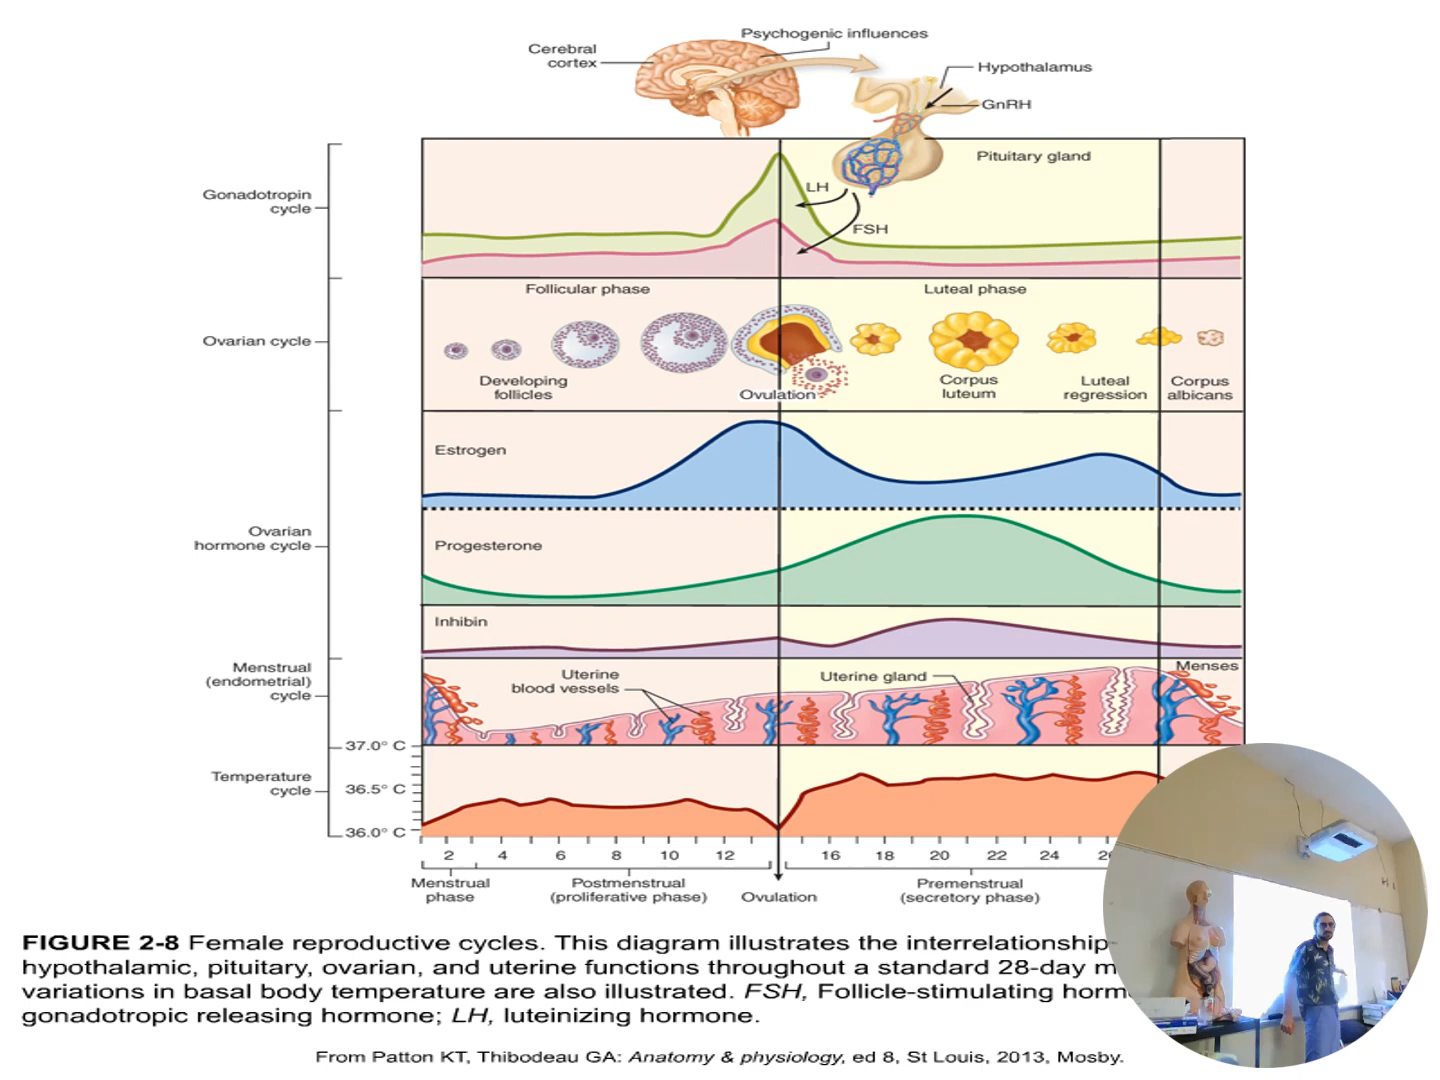 Psychogenic influences
Cerebral
cortex
Hypothalamus
GnRH
Pituitary gland
Gonadotropin
cycle
LH
FSH
Follicular phase
Luteal phase
Ovarian cycle
Developing
follicles
Ovulation
Corpus
luteum
Luteal
regression
Corpus
albicans
Estrogen
Ovarian
hormone cycle
Progesterone
Inhibin
Menstrual
(endometrial)
cycle
Uterine
blood vessels
Uterine gland
Menses
37.0° C
Temperature
cycle
36.5° C
36.0° C
2 4 6 8 10 12 16 18 20 22 24
Menstrual
phase
Postmenstrual
(proliferative phase)
Ovulation
Premenstrual
(secretory phase)
FIGURE 2-8 Female reproductive cycles. This diagram illustrates the interrelationship
hypothalamic, pituitary, ovarian, and uterine functions throughout a standard 28-day
variations in basal body temperature are also illustrated. FSH, Follicle-stimulating
gonadotropic releasing hormone; LH, luteinizing hormone.
From Patton KT, Thibodeau GA: Anatomy & physiology, ed 8, St Louis, 2013, Mosby.